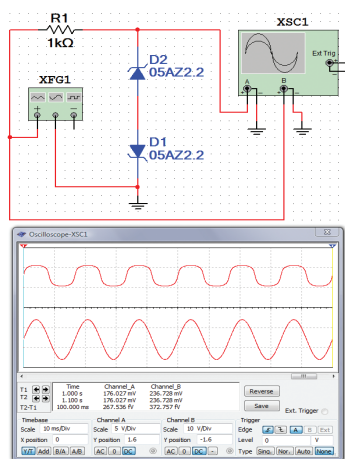 R1
1kΩ
XSC1
Ext Trig
D2
05AZ2.2
A
B
XFG1
D1
05AZ2.2
Oscilloscope-XSC1
Time Channel_A Channel_B
T1 1.000 s 176.027 mV 236.728 mV
T2 1.100 s 176.027 mV 236.728 mV
T2-T1 100.000 ms 267.536 fV 372.757 fV
Reverse
Save
Ext. Trigger
Timebase Channel A Channel B Trigger
Scale 10 ms/Div Scale 5 V/Div Scale 10 V/Div Edge A B Ext
X position 0 Y position 1.6 Y position -1.6 Level 0 V
Y/T Add B/A A/B AC 0 DC AC 0 DC - Type Sing. Nor. Auto None